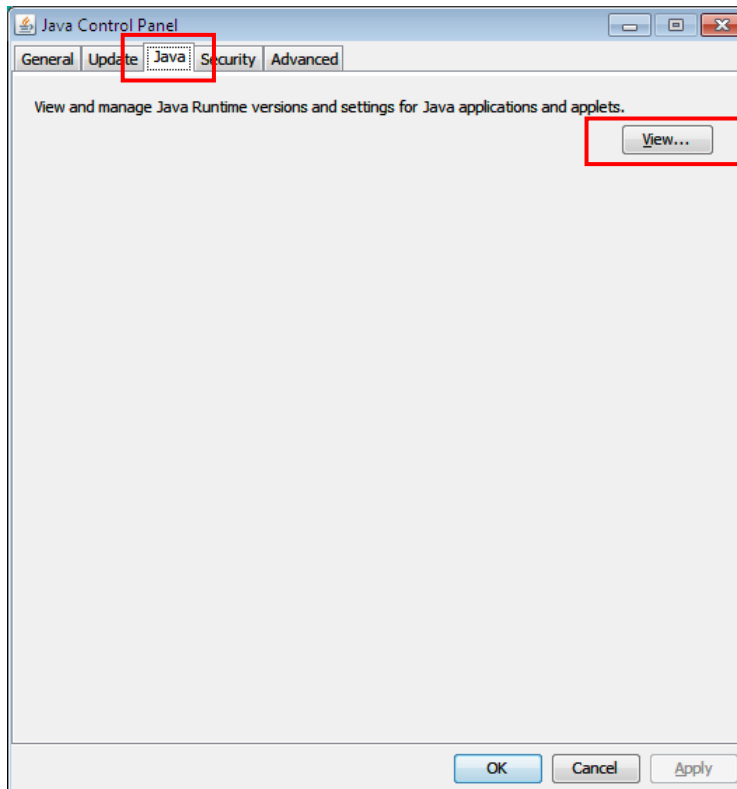 Java Control Panel
General Update Java Security Advanced
View and manage Java Runtime versions and settings for Java applications and applets.
View...
OK Cancel Apply